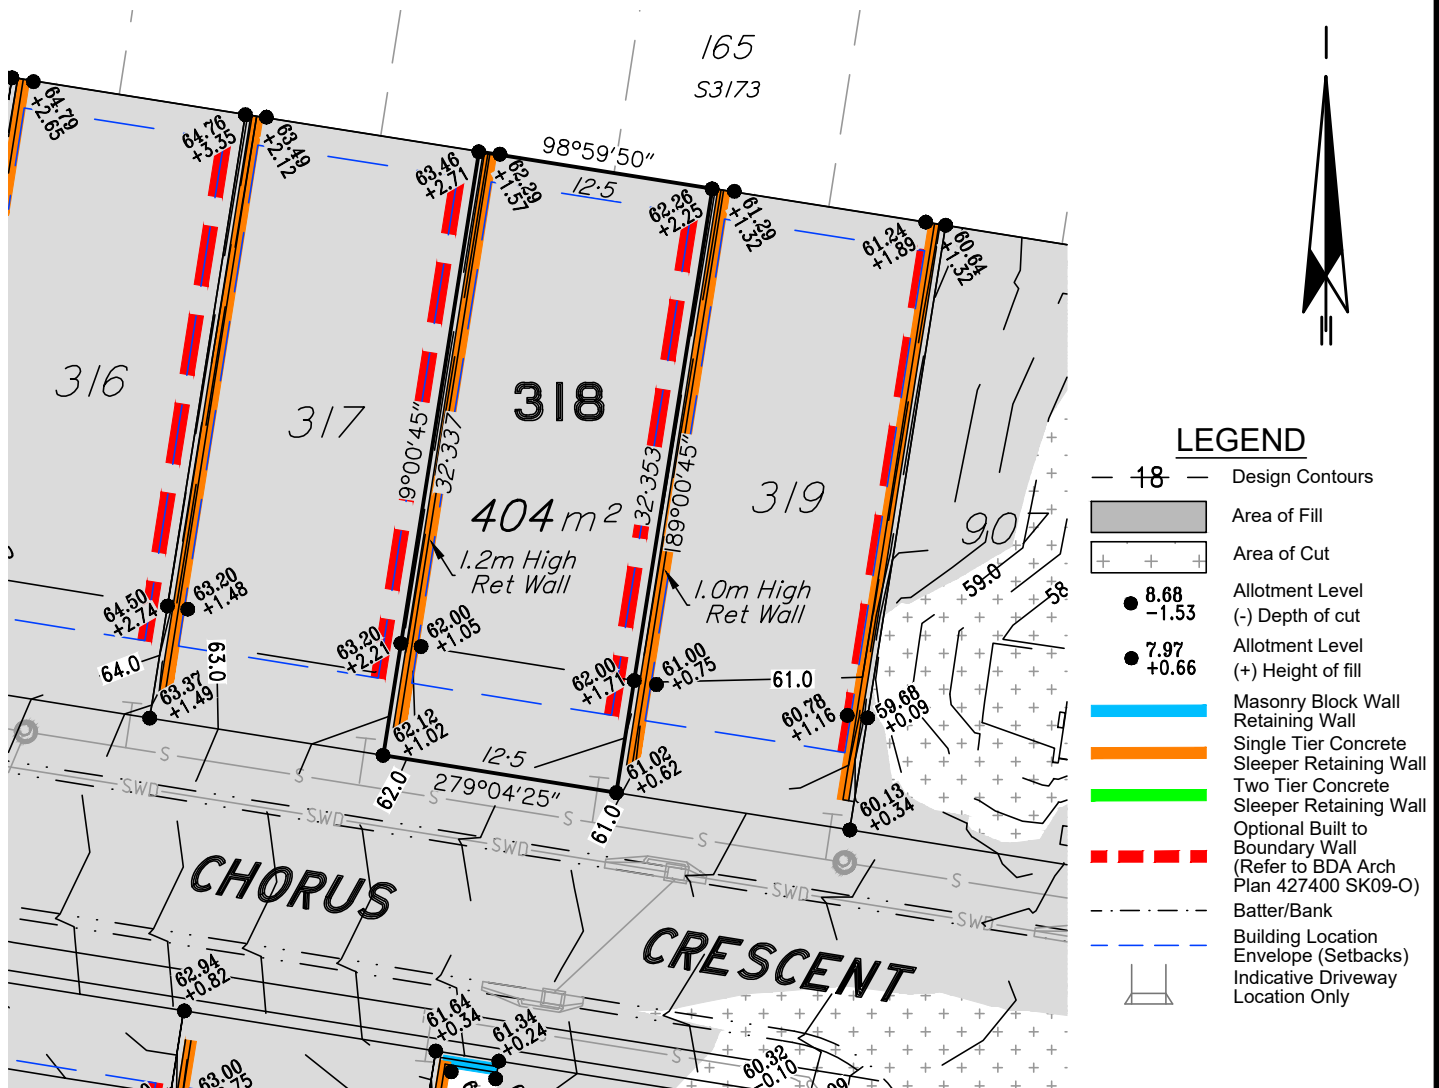 165
S3173
98°59'50"
12·5
64.79
+2.65
64.76
+3.35
63.49
+2.12
63.46
+2.71
62.29
+1.57
62.26
+2.25
61.29
+1.32
61.24
+1.89
60.64
+1.32
316
317
318
319
90
9°00'45"
32·337
32·353
189°00'45"
404m²
1.2m High
Ret Wall
1.0m High
Ret Wall
59.0
58
64.50
+2.74
63.20
+1.48
63.20
+2.21
62.00
+1.05
62.00
+1.71
61.00
+0.75
61.0
60.78
+1.16
59.68
+0.09
64.0
63.0
63.37
+1.49
62.12
+1.02
12·5
279°04'25"
61.02
+0.62
60.13
+0.34
62.0
61.0
S
S
S
S
S
S
SWD
SWD
SWD
SWD
SWD
CHORUS
CRESCENT
62.94
+0.82
61.64
+0.34
61.34
+0.24
60.32
-0.10
63.00
LEGEND
18
Design Contours
Area of Fill
Area of Cut
8.68
-1.53
Allotment Level
(-) Depth of cut
7.97
+0.66
Allotment Level
(+) Height of fill
Masonry Block Wall
Retaining Wall
Single Tier Concrete
Sleeper Retaining Wall
Two Tier Concrete
Sleeper Retaining Wall
Optional Built to
Boundary Wall
(Refer to BDA Arch
Plan 427400 SK09-O)
Batter/Bank
Building Location
Envelope (Setbacks)
Indicative Driveway
Location Only